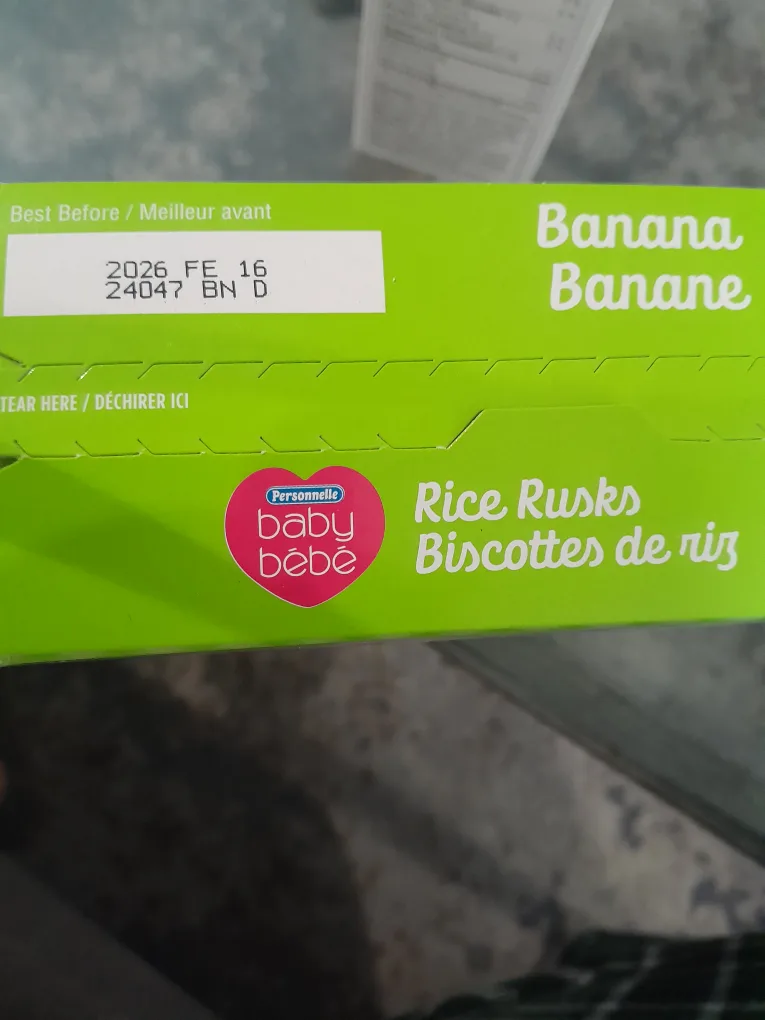 Best Before / Meilleur avant
2026 FE 16
24047 BN D
Banana
Banane
TEAR HERE / DÉCHIRER ICI
Personnelle
baby
bébé
Rice Rusks
Biscottes de riz